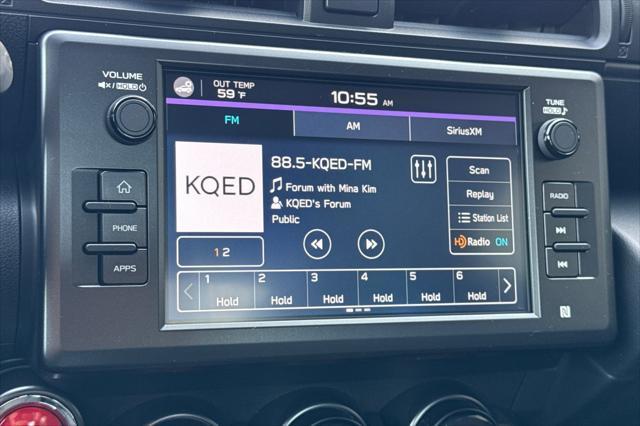 VOLUME
/ HOLD
OUT TEMP
59 °F
10:55 AM
TUNE
HOLD
FM
AM
SiriusXM
KQED
88.5-KQED-FM
Forum with Mina Kim
KQED's Forum
Public
Scan
Replay
Station List
HD Radio ON
PHONE
APPS
RADIO
1 2
1 2 3 4 5 6
Hold Hold Hold Hold Hold Hold